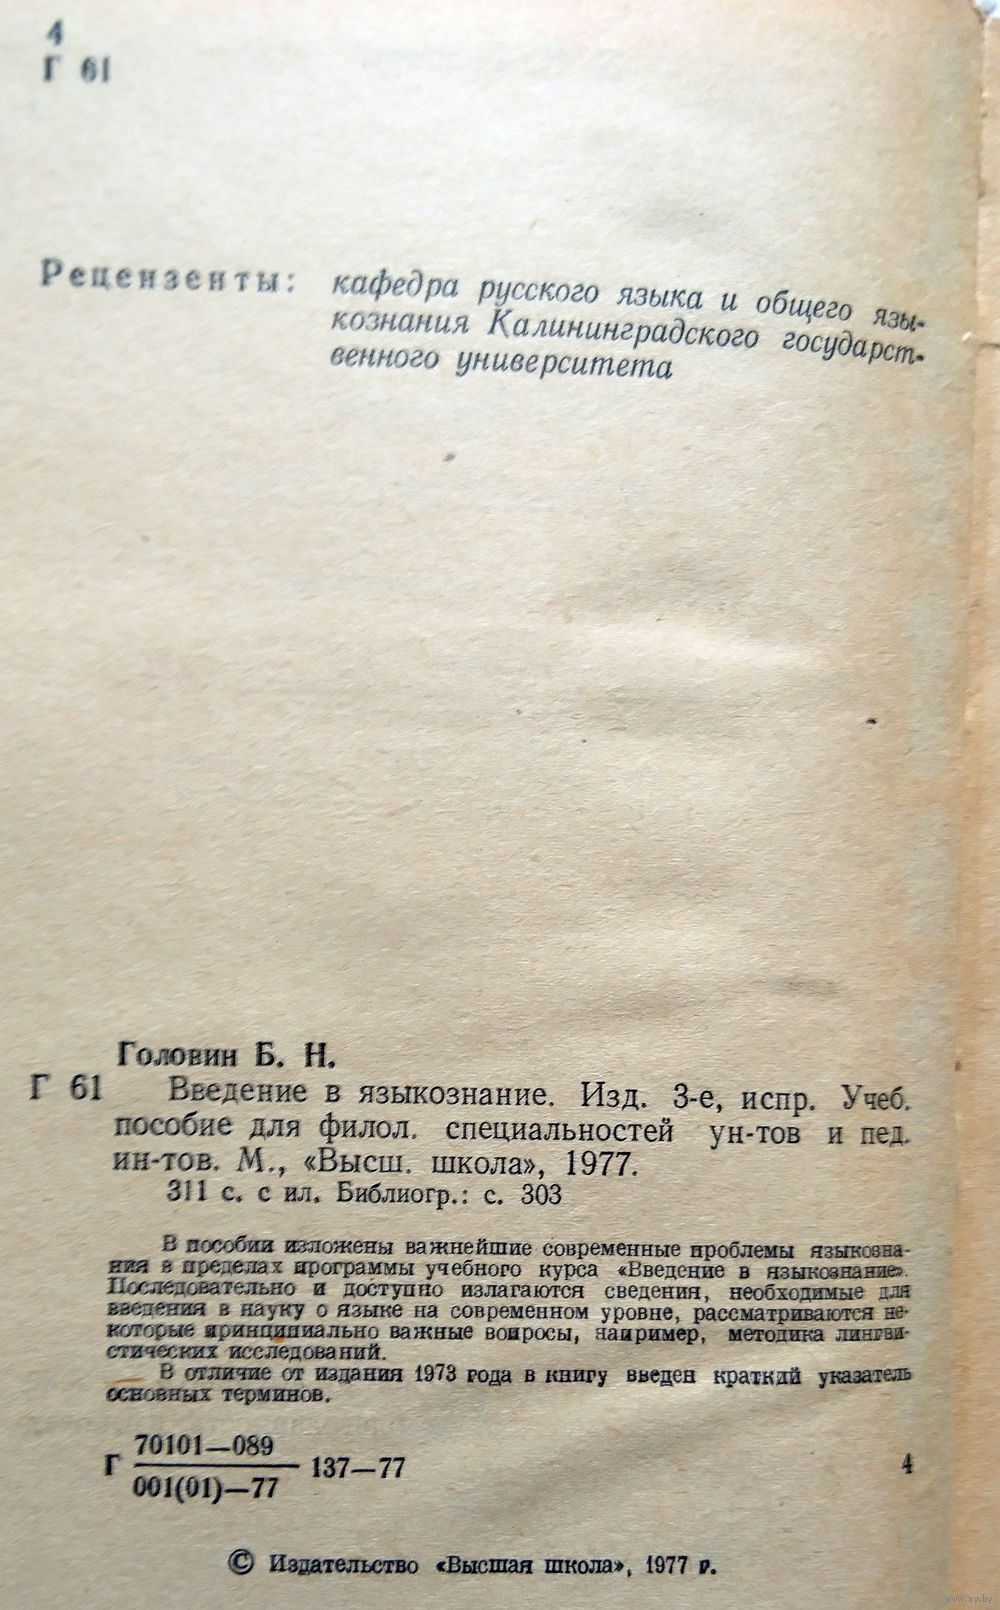 4
Г 61
Рецензенты: кафедра русского языка и общего язы-
кознания Калининградского государст-
венного университета
Головин Б. Н.
Г 61 Введение в языкознание. Изд. 3-е, испр. Учеб.
пособие для филол. специальностей ун-тов и пед.
ин-тов. М., «Высш. школа», 1977.
311 с. с ил. Библиогр.: с. 303
В пособии изложены важнейшие современные проблемы языкозна-
ния в пределах программы учебного курса «Введение в языкознание».
Последовательно и доступно излагаются сведения, необходимые для
введения в науку о языке на современном уровне, рассматриваются не-
которые принципиально важные вопросы, например, методика лингви-
стических исследований.
В отличие от издания 1973 года в книгу введен краткий указатель
основных терминов.
70101—089
Г 137—77 4
001(01)—77
© Издательство «Высшая школа», 1977 г.
www.ay.by